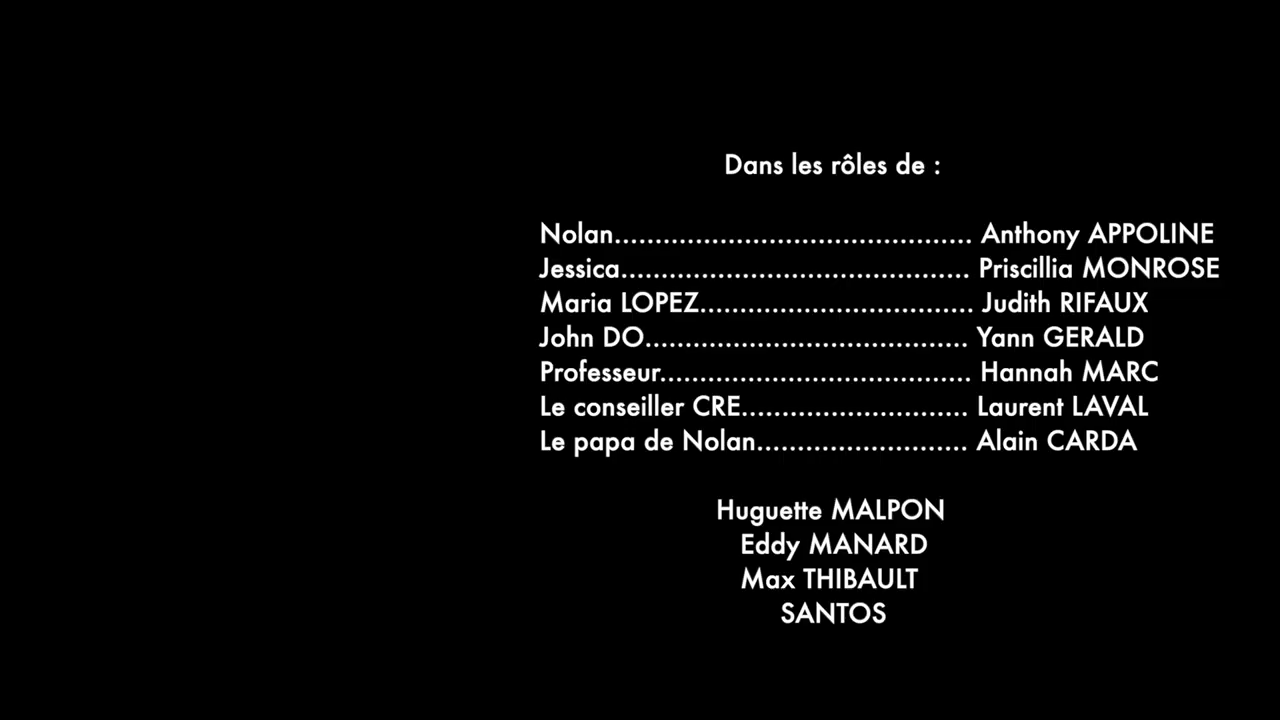 Dans les rôles de :
Nolan............................................ Anthony APPOLINE
Jessica........................................... Priscillia MONROSE
Maria LOPEZ.................................. Judith RIFAUX
John DO........................................ Yann GERALD
Professeur...................................... Hannah MARC
Le conseiller CRE............................ Laurent LAVAL
Le papa de Nolan.......................... Alain CARDA
Huguette MALPON
Eddy MANARD
Max THIBAULT
SANTOS